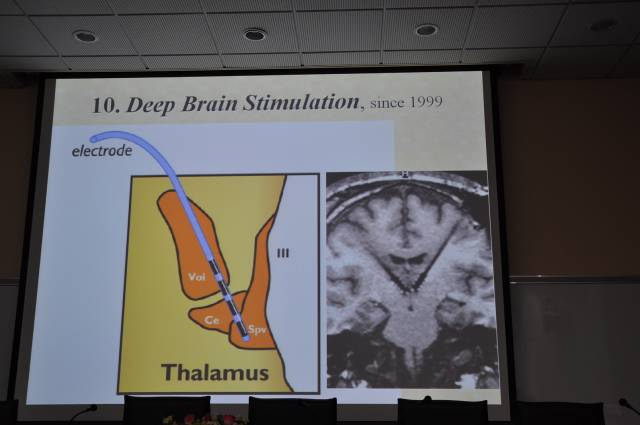 10. Deep Brain Stimulation, since 1999
electrode
III
Voi
Ce
Spv
Thalamus